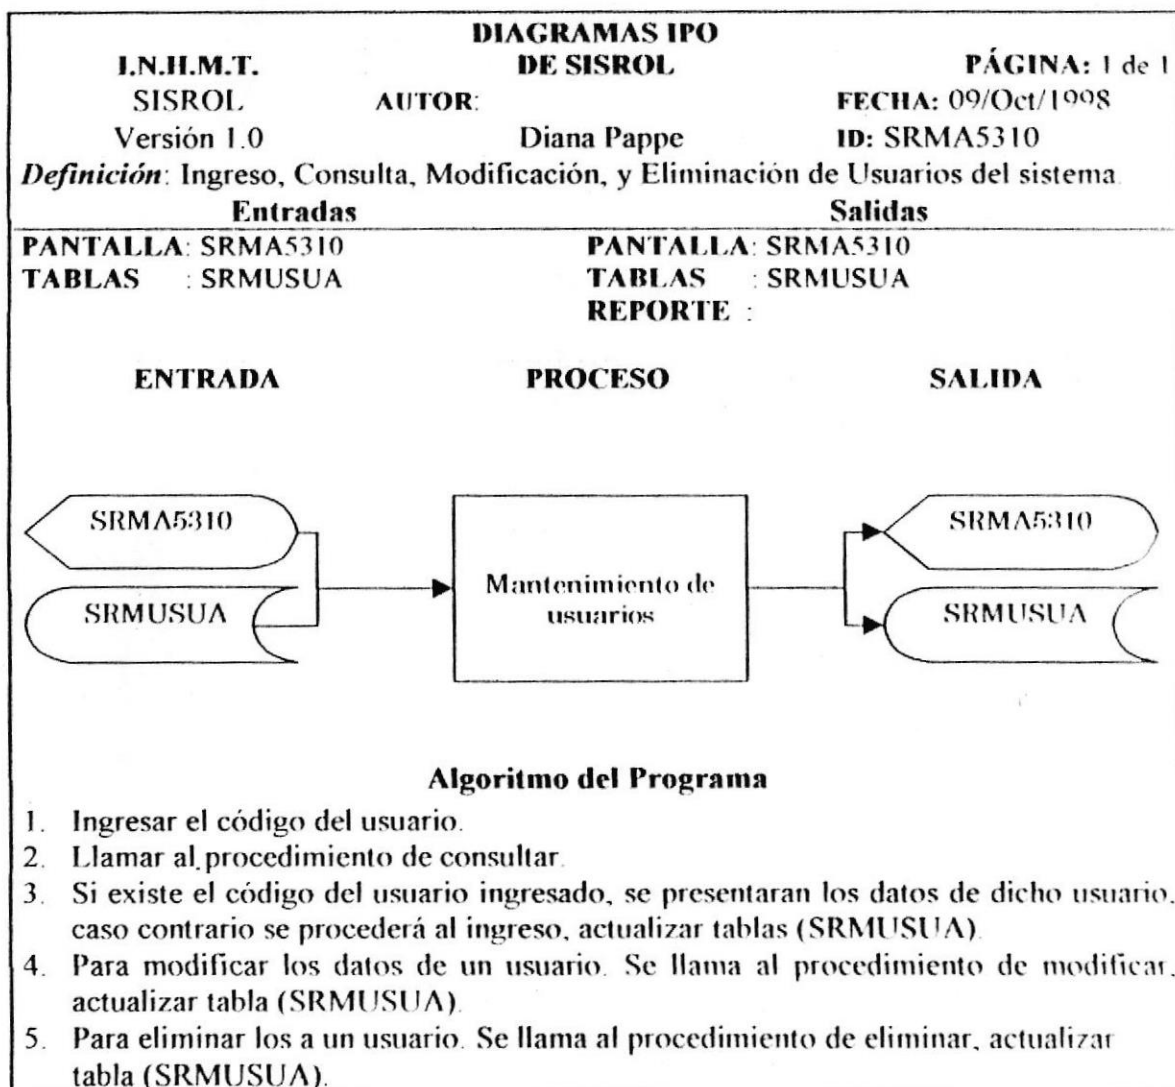 DIAGRAMAS IPO
I.N.H.M.T. DE SISROL PÁGINA: 1 de 1
SISROL AUTOR: FECHA: 09/Oct/1998
Versión 1.0 Diana Pappe ID: SRMA5310
Definición: Ingreso, Consulta, Modificación, y Eliminación de Usuarios del sistema.
Entradas Salidas
PANTALLA: SRMA5310 PANTALLA: SRMA5310
TABLAS : SRMUSUA TABLAS : SRMUSUA
REPORTE :
ENTRADA PROCESO SALIDA
SRMA5310 SRMA5310
Mantenimiento de
usuarios
SRMUSUA SRMUSUA
Algoritmo del Programa
1. Ingresar el código del usuario.
2. Llamar al procedimiento de consultar.
3. Si existe el código del usuario ingresado, se presentaran los datos de dicho usuario,
caso contrario se procederá al ingreso, actualizar tablas (SRMUSUA).
4. Para modificar los datos de un usuario. Se llama al procedimiento de modificar,
actualizar tabla (SRMUSUA).
5. Para eliminar los a un usuario. Se llama al procedimiento de eliminar, actualizar
tabla (SRMUSUA).